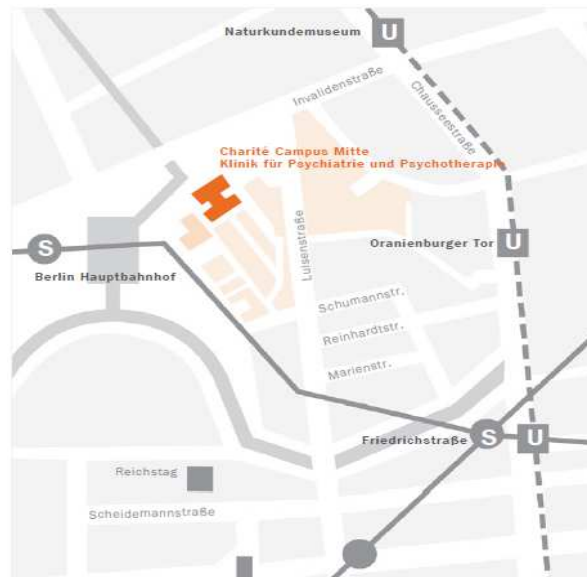 Naturkundemuseum
U
Invalidenstraße
Chausseestraße
Charité Campus Mitte
Klinik für Psychiatrie und Psychotherapie
Luisenstraße
Oranienburger Tor
U
S
Berlin Hauptbahnhof
Schumannstr.
Reinhardtstr.
Marienstr.
Friedrichstraße
S
U
Reichstag
Scheidemannstraße